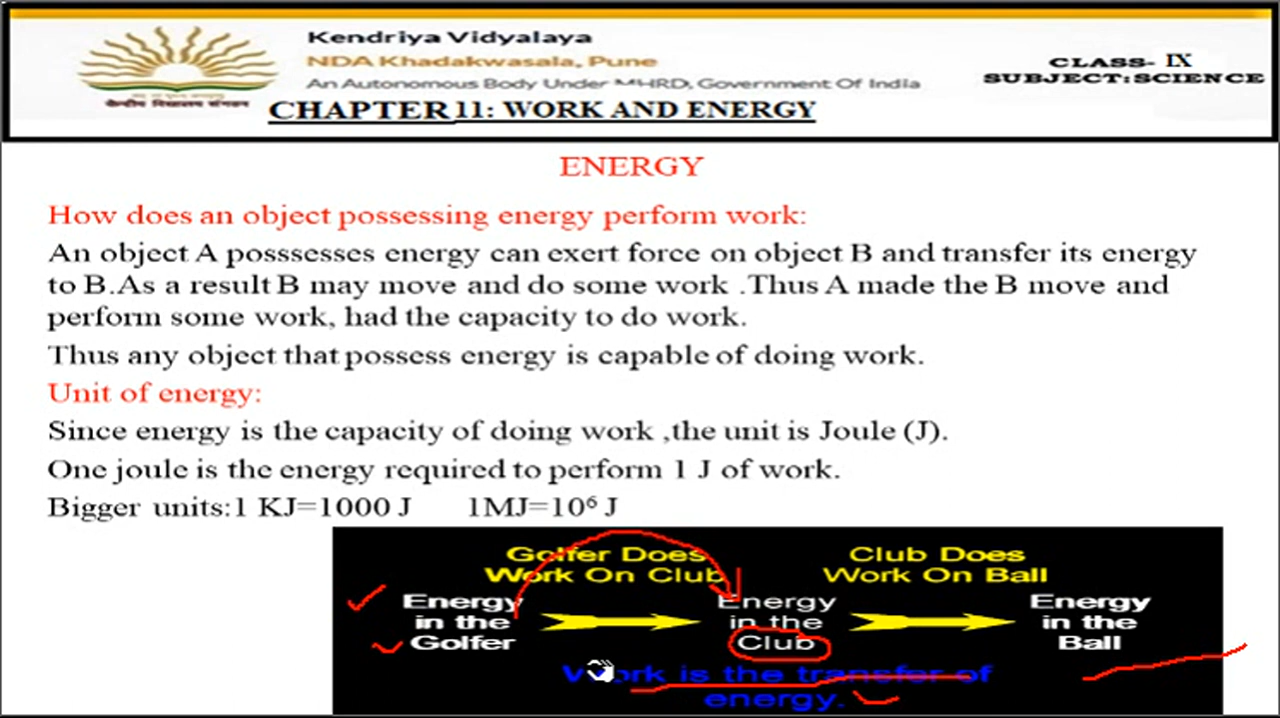 Kendriya Vidyalaya
NDA Khadakwasala, Pune
An Autonomous Body Under MHRD, Government Of India
केन्द्रीय विद्यालय संगठन
CLASS- IX
SUBJECT:SCIENCE
CHAPTER 11: WORK AND ENERGY
ENERGY
How does an object possessing energy perform work:
An object A posssesses energy can exert force on object B and transfer its energy
to B.As a result B may move and do some work .Thus A made the B move and
perform some work, had the capacity to do work.
Thus any object that possess energy is capable of doing work.
Unit of energy:
Since energy is the capacity of doing work ,the unit is Joule (J).
One joule is the energy required to perform 1 J of work.
Bigger units:1 KJ=1000 J 1MJ=10⁶ J
Golfer Does
Work On Club
Club Does
Work On Ball
Energy
in the
Golfer
Energy
in the
Club
Energy
in the
Ball
Work is the transfer of
energy.